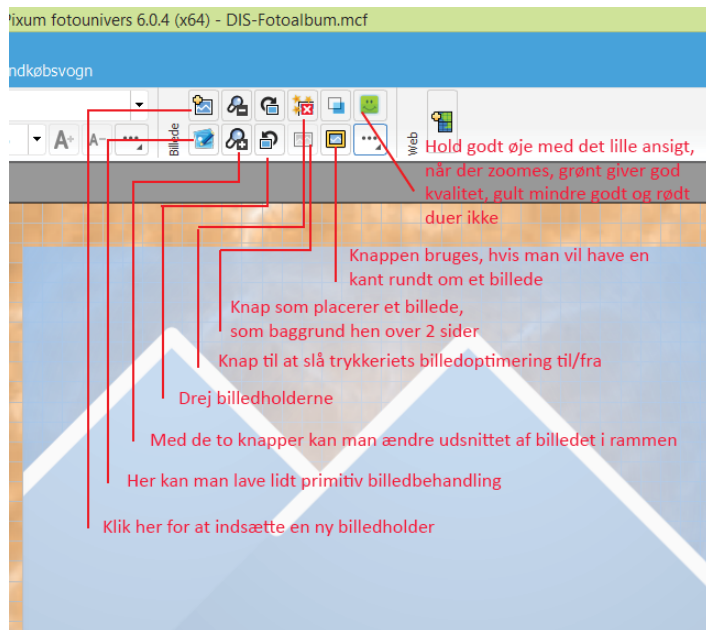 Pixum fotounivers 6.0.4 (x64) - DIS-Fotoalbum.mcf
ndkøbsvogn
A+
A-
Billede
Web
Hold godt øje med det lille ansigt,
når der zoomes, grønt giver god
kvalitet, gult mindre godt og rødt
duer ikke
Knappen bruges, hvis man vil have en
kant rundt om et billede
Knap som placerer et billede,
som baggrund hen over 2 sider
Knap til at slå trykkeriets billedoptimering til/fra
Drej billedholderne
Med de to knapper kan man ændre udsnittet af billedet i rammen
Her kan man lave lidt primitiv billedbehandling
Klik her for at indsætte en ny billedholder